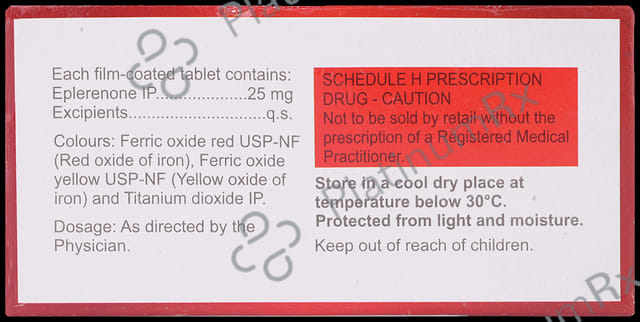 Each film-coated tablet contains:
Eplerenone IP....................25 mg
Excipients............................q.s.
Colours: Ferric oxide red USP-NF
(Red oxide of iron), Ferric oxide
yellow USP-NF (Yellow oxide of
iron) and Titanium dioxide IP.
Dosage: As directed by the
Physician.
SCHEDULE H PRESCRIPTION
DRUG - CAUTION
Not to be sold by retail without the
prescription of a Registered Medical
Practitioner.
Store in a cool dry place at
temperature below 30°C.
Protected from light and moisture.
Keep out of reach of children.
PlatinumRx